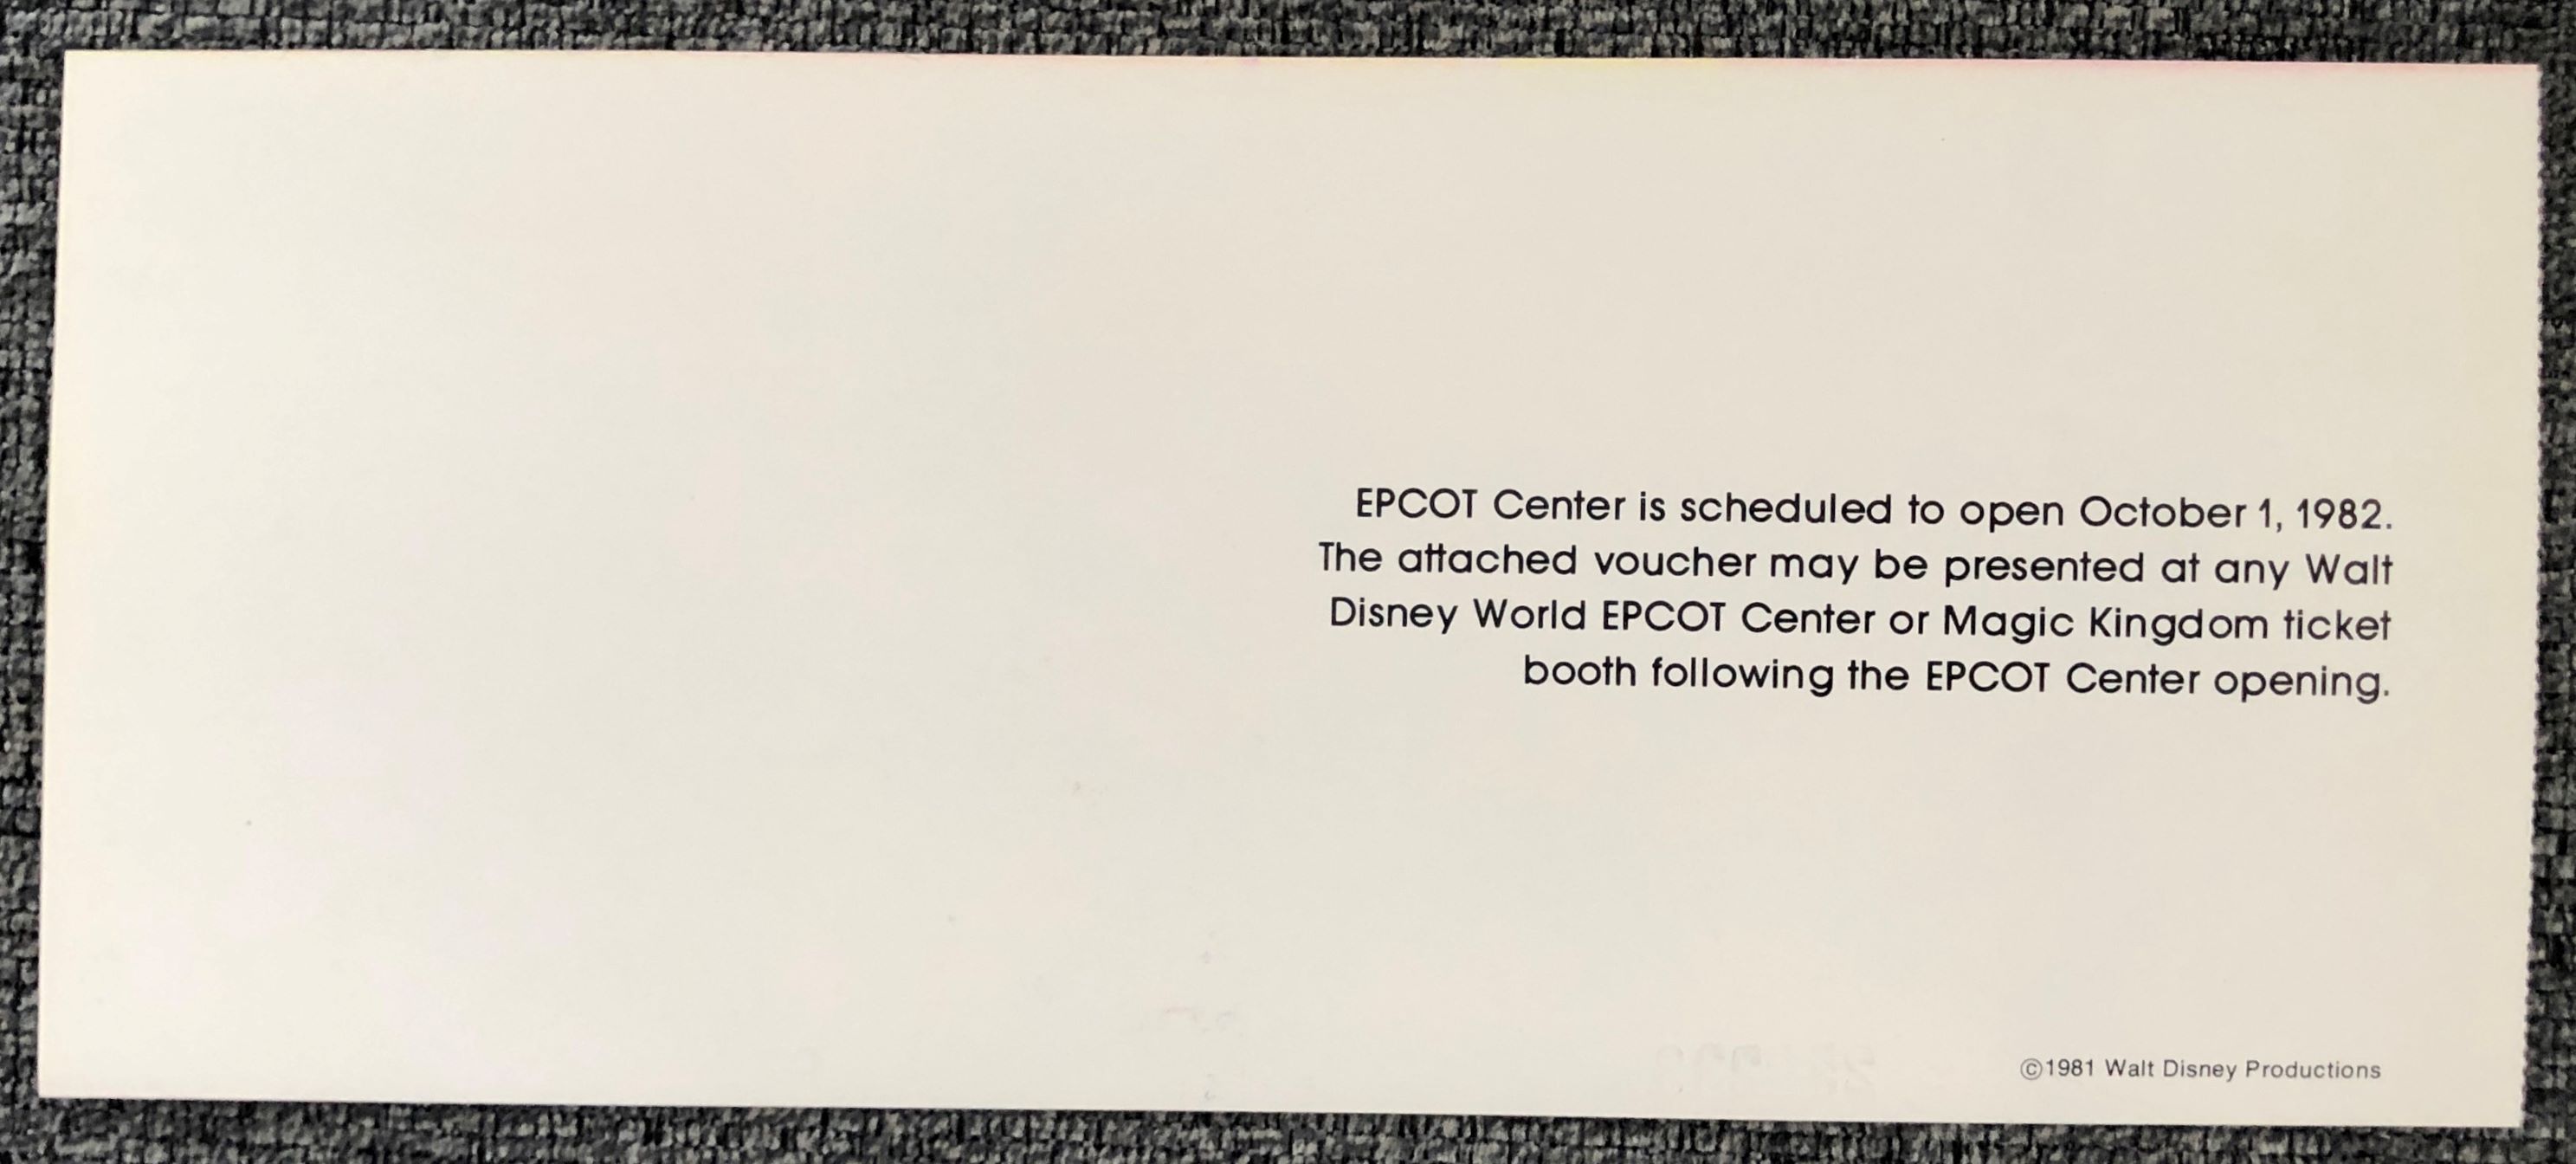 EPCOT Center is scheduled to open October 1, 1982.
The attached voucher may be presented at any Walt
Disney World EPCOT Center or Magic Kingdom ticket
booth following the EPCOT Center opening.
©1981 Walt Disney Productions